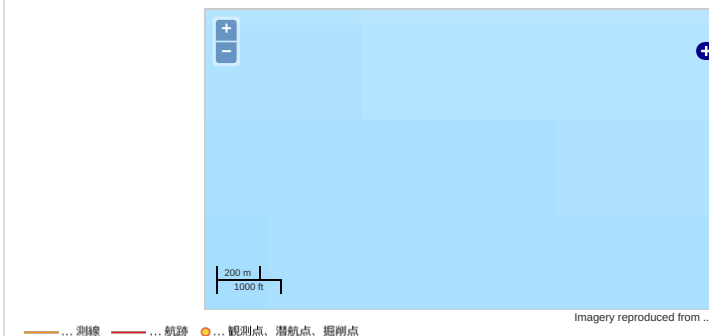 +
−
200 m
1000 ft
Imagery reproduced from ..
... 測線 ... 航跡 ... 観測点、潜航点、掘削点